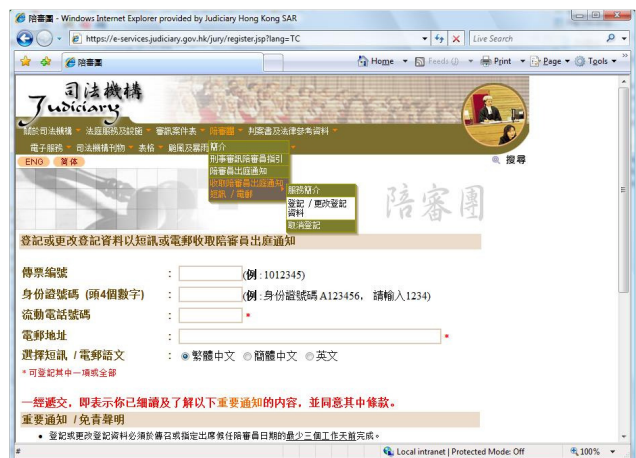 陪審團 - Windows Internet Explorer provided by Judiciary Hong Kong SAR
https://e-services.judiciary.gov.hk/jury/register.jsp?lang=TC
Live Search
陪審團
Home
Feeds (J)
Print
Page
Tools
司法機構
Judiciary
關於司法機構
法庭服務及設施
審訊案件表
陪審團
判案書及法律參考資料
電子服務
司法機構刊物
表格
颱風及暴雨
簡介
刑事審訊陪審員指引
陪審員出庭通知
收取陪審員出庭通知
短訊 / 電郵
服務簡介
登記 / 更改登記
資料
取消登記
ENG
简体
搜尋
陪審團
登記或更改登記資料以短訊或電郵收取陪審員出庭通知
傳票編號 : (例 : 1012345)
身份證號碼 (頭4個數字) : (例 : 身份證號碼 A123456， 請輸入1234)
流動電話號碼 : *
電郵地址 : *
選擇短訊 / 電郵語文 : 繁體中文 簡體中文 英文
* 可登記其中一項或全部
一經遞交，即表示你已細讀及了解以下重要通知的內容，並同意其中條款。
重要通知 /免責聲明
• 登記或更改登記資料必須於傳召或指定出席候任陪審員日期的最少三個工作天前完成。
#
Local intranet | Protected Mode: Off
100%